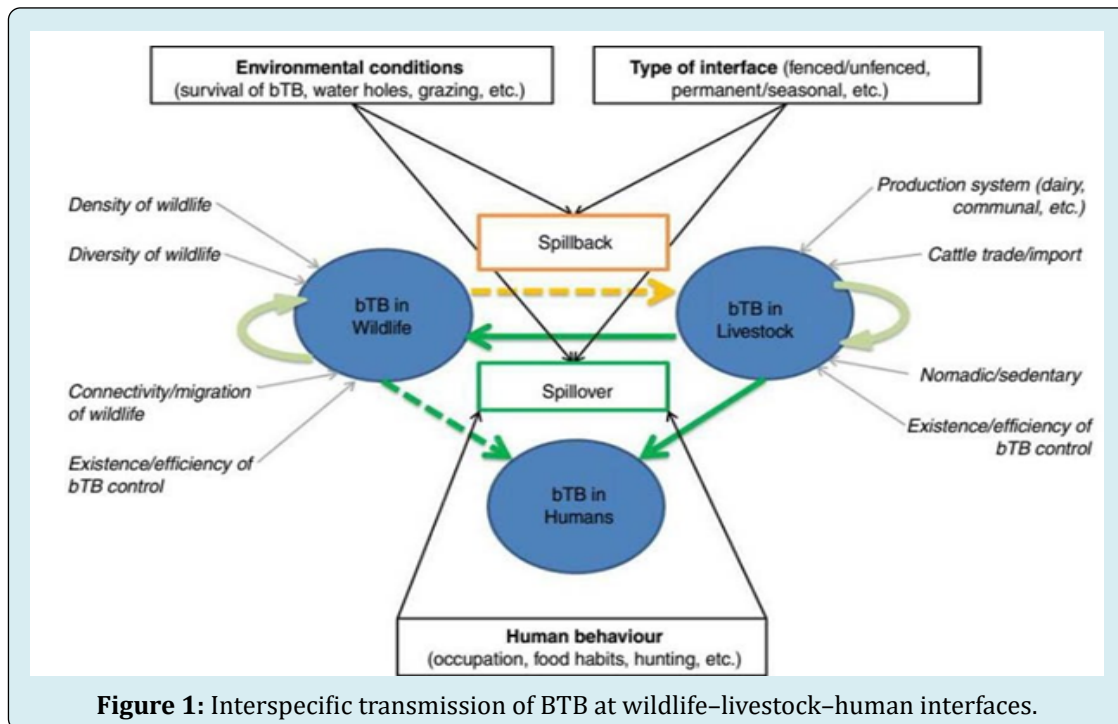 Environmental conditions
(survival of bTB, water holes, grazing, etc.)
Type of interface (fenced/unfenced,
permanent/seasonal, etc.)
Density of wildlife
Diversity of wildlife
Production system (dairy,
communal, etc.)
Cattle trade/import
Spillback
bTB in
Wildlife
bTB in
Livestock
Spillover
Connectivity/migration
of wildlife
Existence/efficiency of
bTB control
Nomadic/sedentary
Existence/efficiency of
bTB control
bTB in
Humans
Human behaviour
(occupation, food habits, hunting, etc.)
Figure 1: Interspecific transmission of BTB at wildlife–livestock–human interfaces.